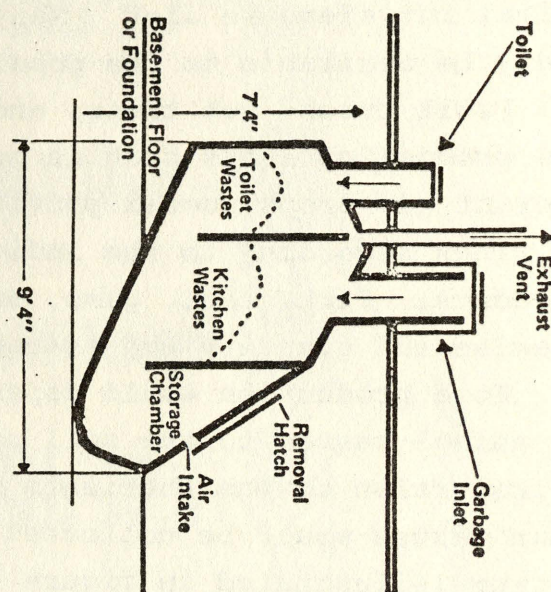 Toilet
Exhaust
Vent
Garbage
Inlet
7' 4"
Toilet
Wastes
Kitchen
Wastes
Removal
Hatch
Air
Intake
Storage
Chamber
Basement Floor
or Foundation
9' 4"